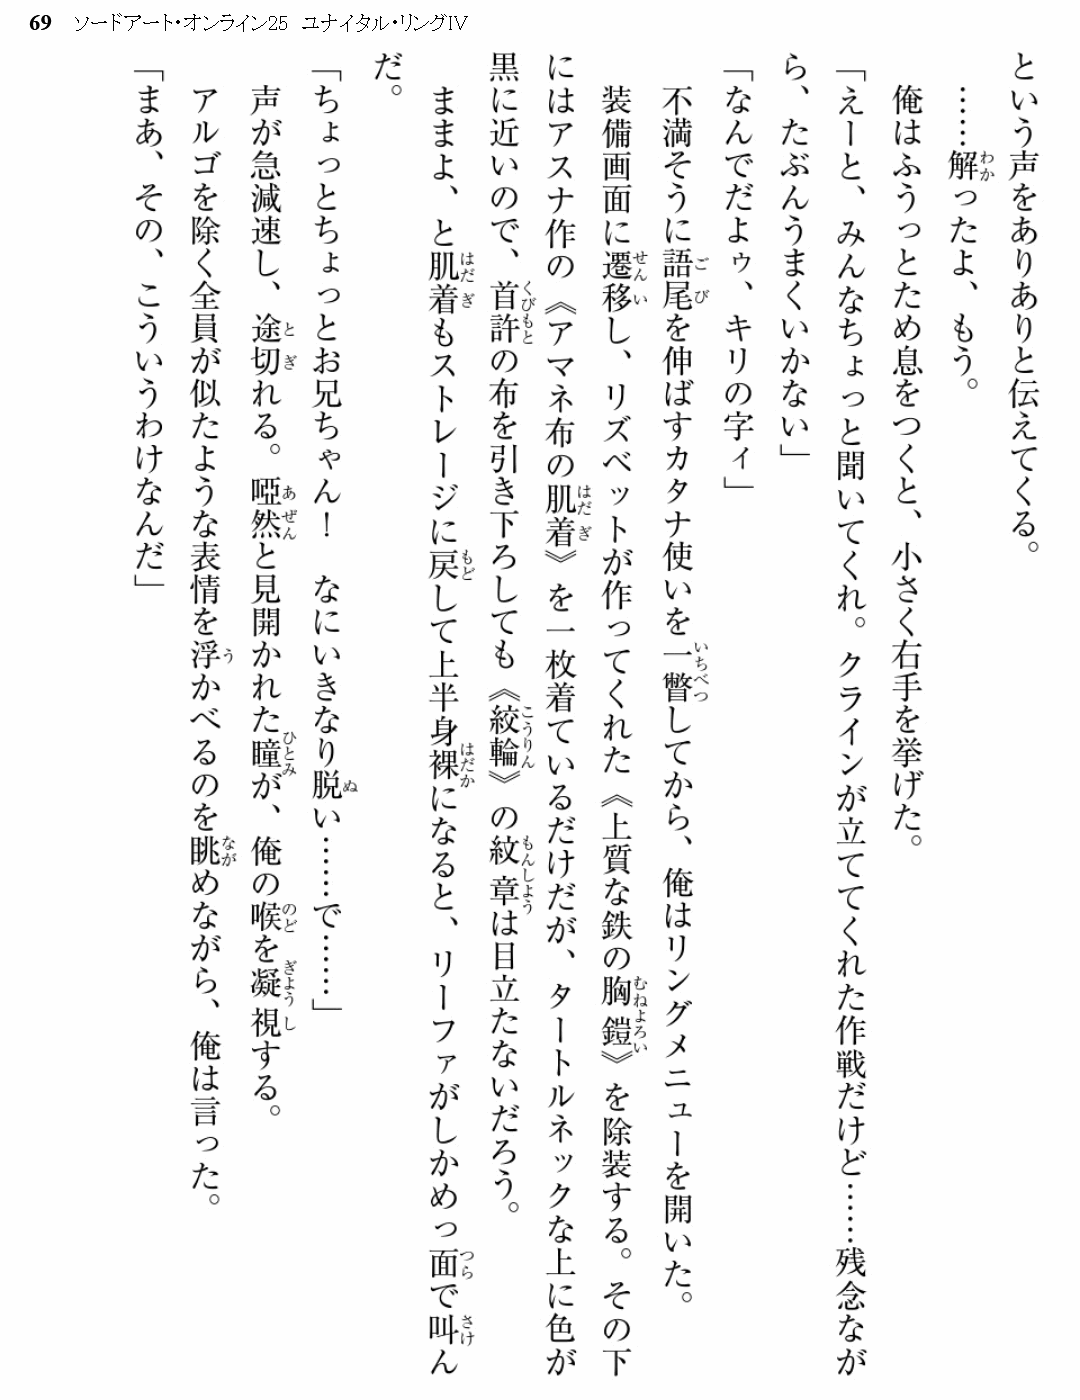 69 ソードアート・オンライン25 ユナイタル・リングⅣ
という声をありありと伝えてくる。
……解ったよ、もう。
俺はふうっとため息をつくと、小さく右手を挙げた。
「えーと、みんなちょっと聞いてくれ。クラインが立ててくれた作戦だけど……残念なが
ら、たぶんうまくいかない」
「なんでだよゥ、キリの字ィ」
不満そうに語尾を伸ばすカタナ使いを一瞥してから、俺はリングメニューを開いた。
装備画面に遷移し、リズベットが作ってくれた《上質な鉄の胸鎧》を除装する。その下
にはアスナ作の《アマネ布の肌着》を一枚着ているだけだが、タートルネックな上に色が
黒に近いので、首許の布を引き下ろしても《絞輪》の紋章は目立たないだろう。
ままよ、と肌着もストレージに戻して上半身裸になると、リーファがしかめっ面で叫ん
だ。
「ちょっとちょっとお兄ちゃん！　なにいきなり脱い……で……」
声が急減速し、途切れる。啞然と見開かれた瞳が、俺の喉を凝視する。
アルゴを除く全員が似たような表情を浮かべるのを眺めながら、俺は言った。
「まあ、その、こういうわけなんだ」